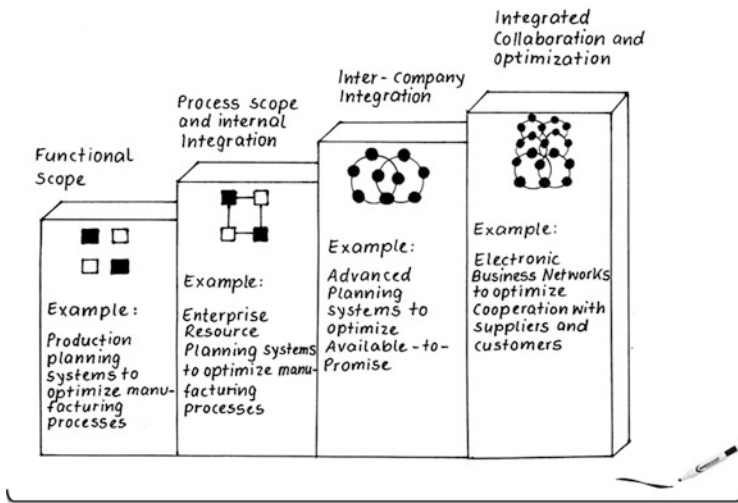 Functional
Scope
Example:
Production
planning
systems to
optimize manu-
facturing
processes
Process scope
and internal
Integration
Example:
Enterprise
Resource
Planning systems
to optimize manu-
facturing
processes
Inter-Company
Integration
Example:
Advanced
Planning
systems to
optimize
Available-to-
Promise
Integrated
Collaboration and
Optimization
Example:
Electronic
Business Networks
to optimize
Cooperation with
suppliers and
customers